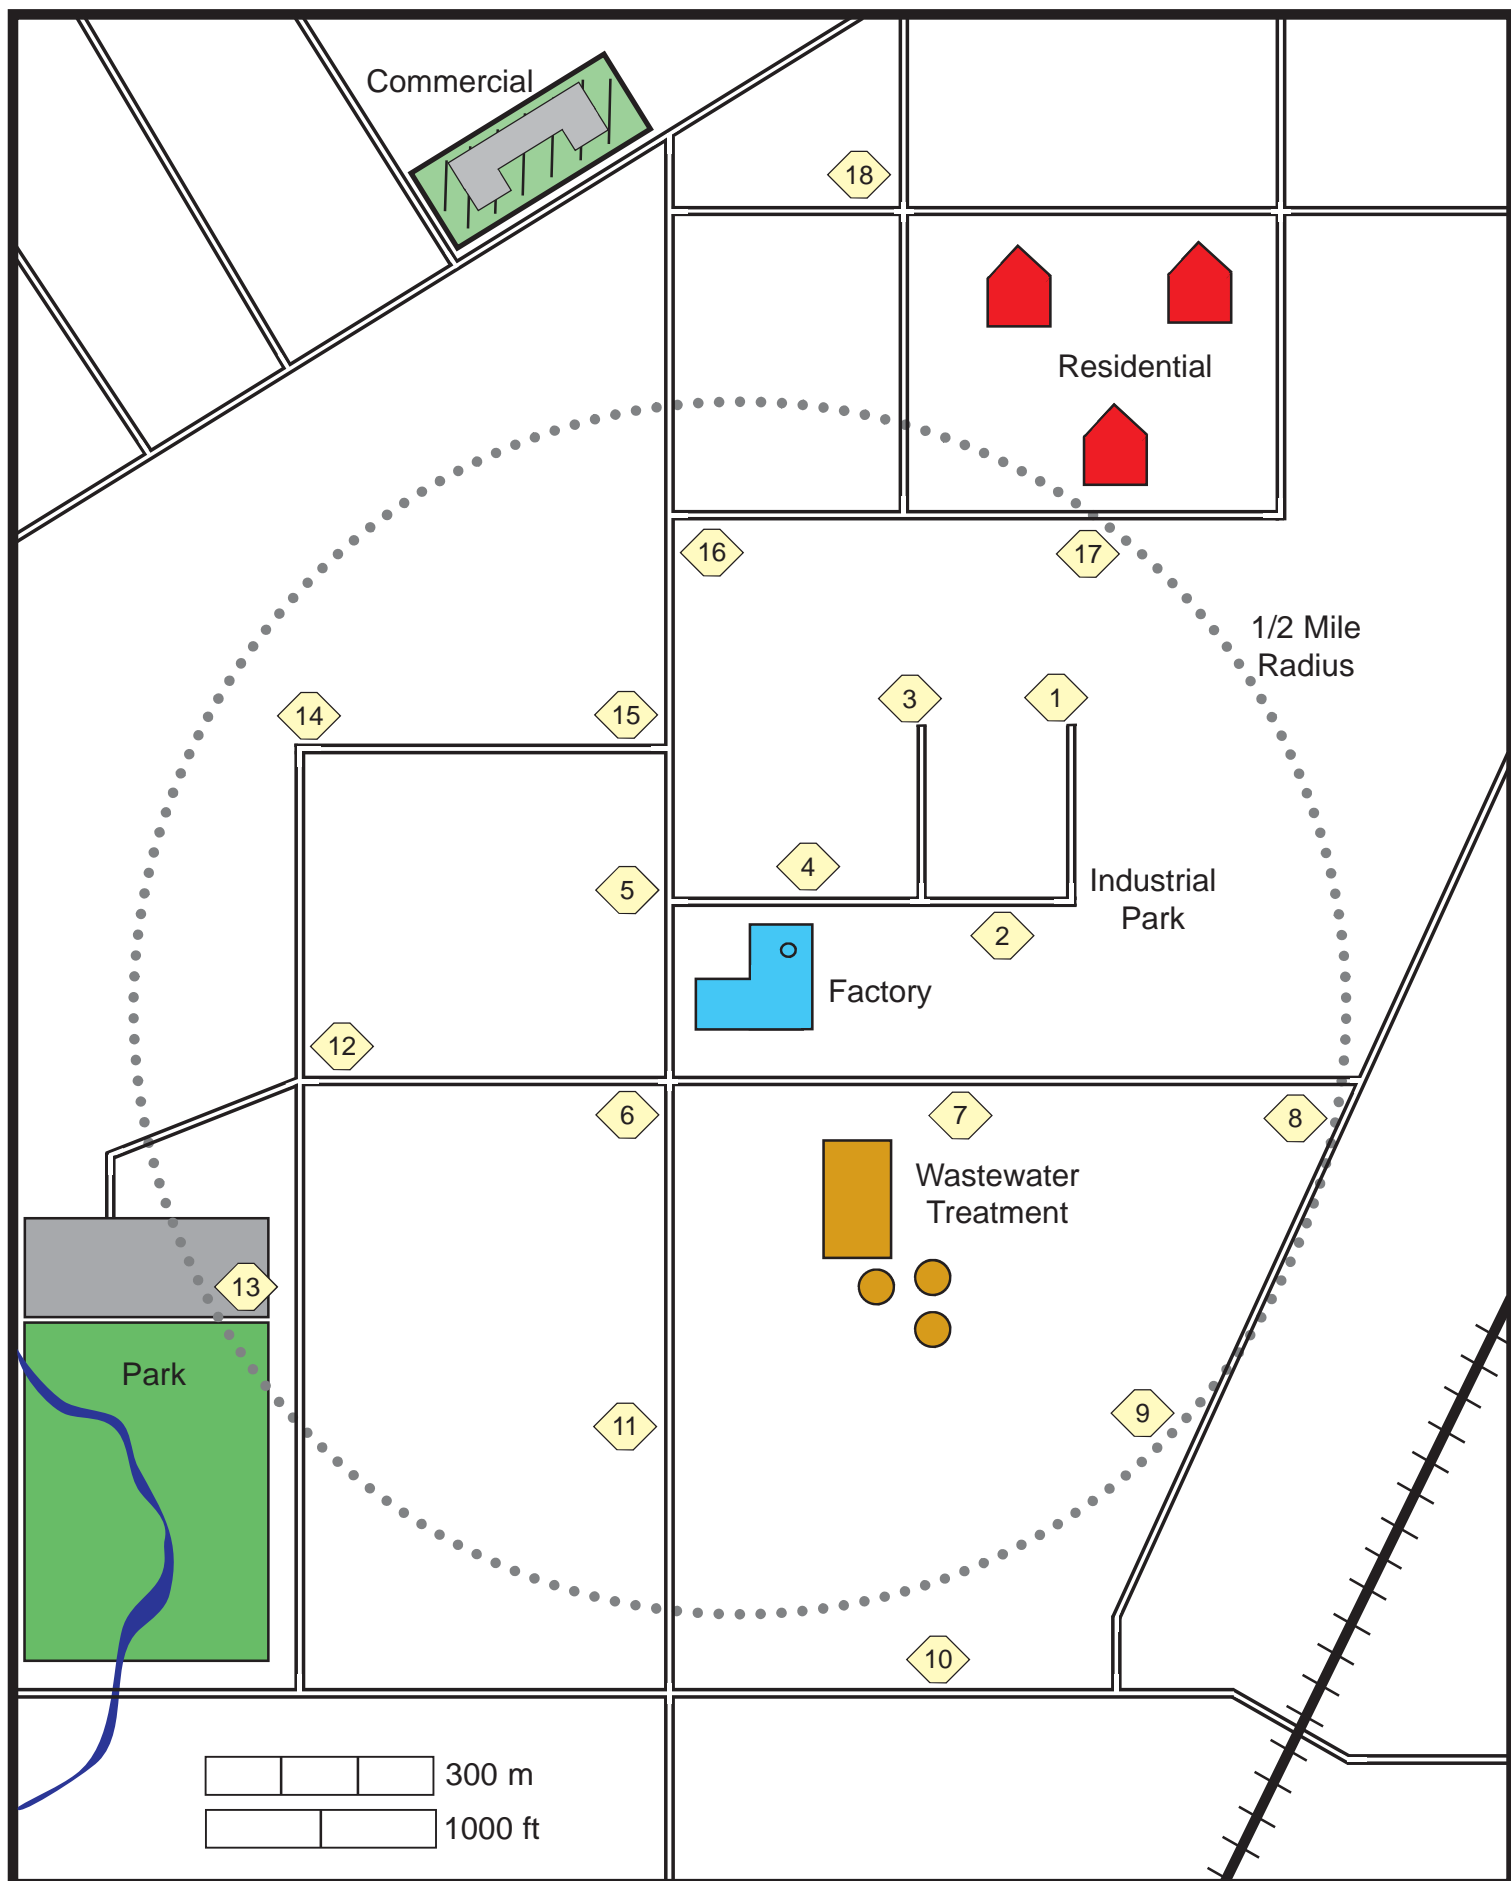 Commercial
18
Residential
16
17
1/2 Mile
Radius
14
15
3
1
4
5
Industrial
Park
2
Factory
12
6
7
8
Wastewater
Treatment
13
Park
11
9
10
300 m
1000 ft